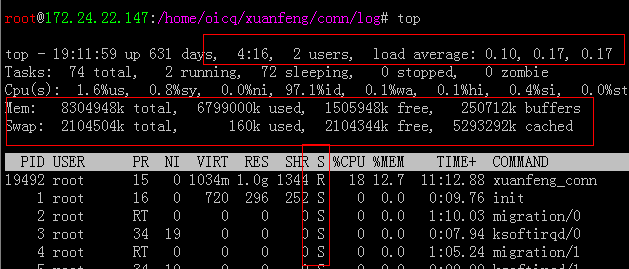 root@172.24.22.147:/home/oicq/xuanfeng/conn/log# top
top - 19:11:59 up 631 days,  4:16,  2 users,  load average: 0.10, 0.17, 0.17
Tasks:  74 total,  2 running,  72 sleeping,  0 stopped,  0 zombie
Cpu(s):  1.6%us,  0.8%sy,  0.0%ni, 97.1%id,  0.1%wa,  0.1%hi,  0.4%si,  0.0%st
Mem:  8304948k total,  6799000k used,  1505948k free,  250712k buffers
Swap:  2104504k total,  160k used,  2104344k free,  5293292k cached
PID USER PR NI VIRT RES SHR S %CPU %MEM TIME+ COMMAND
19492 root 15 0 1034m 1.0g 1344 R 18 12.7 11:12.88 xuanfeng_conn
1 root 16 0 720 296 252 S 0 0.0 0:09.76 init
2 root RT 0 0 0 0 S 0 0.0 1:10.03 migration/0
3 root 34 19 0 0 0 S 0 0.0 0:07.94 ksoftirqd/0
4 root RT 0 0 0 0 S 0 0.0 1:05.24 migration/1